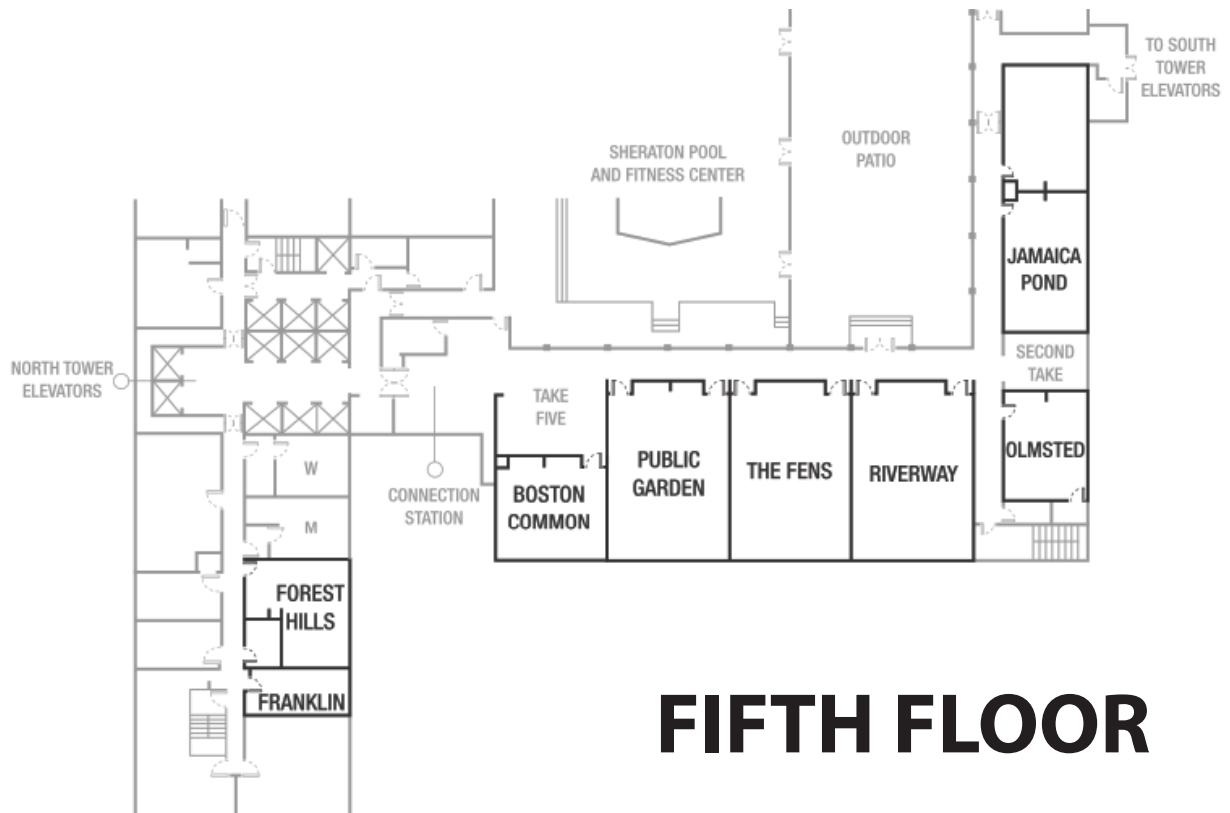 TO SOUTH
TOWER
ELEVATORS
OUTDOOR
PATIO
SHERATON POOL
AND FITNESS CENTER
JAMAICA
POND
NORTH TOWER
ELEVATORS
SECOND
TAKE
TAKE
FIVE
OLMSTED
PUBLIC
GARDEN
THE FENS
RIVERWAY
W
CONNECTION
STATION
BOSTON
COMMON
M
FOREST
HILLS
FRANKLIN
FIFTH FLOOR